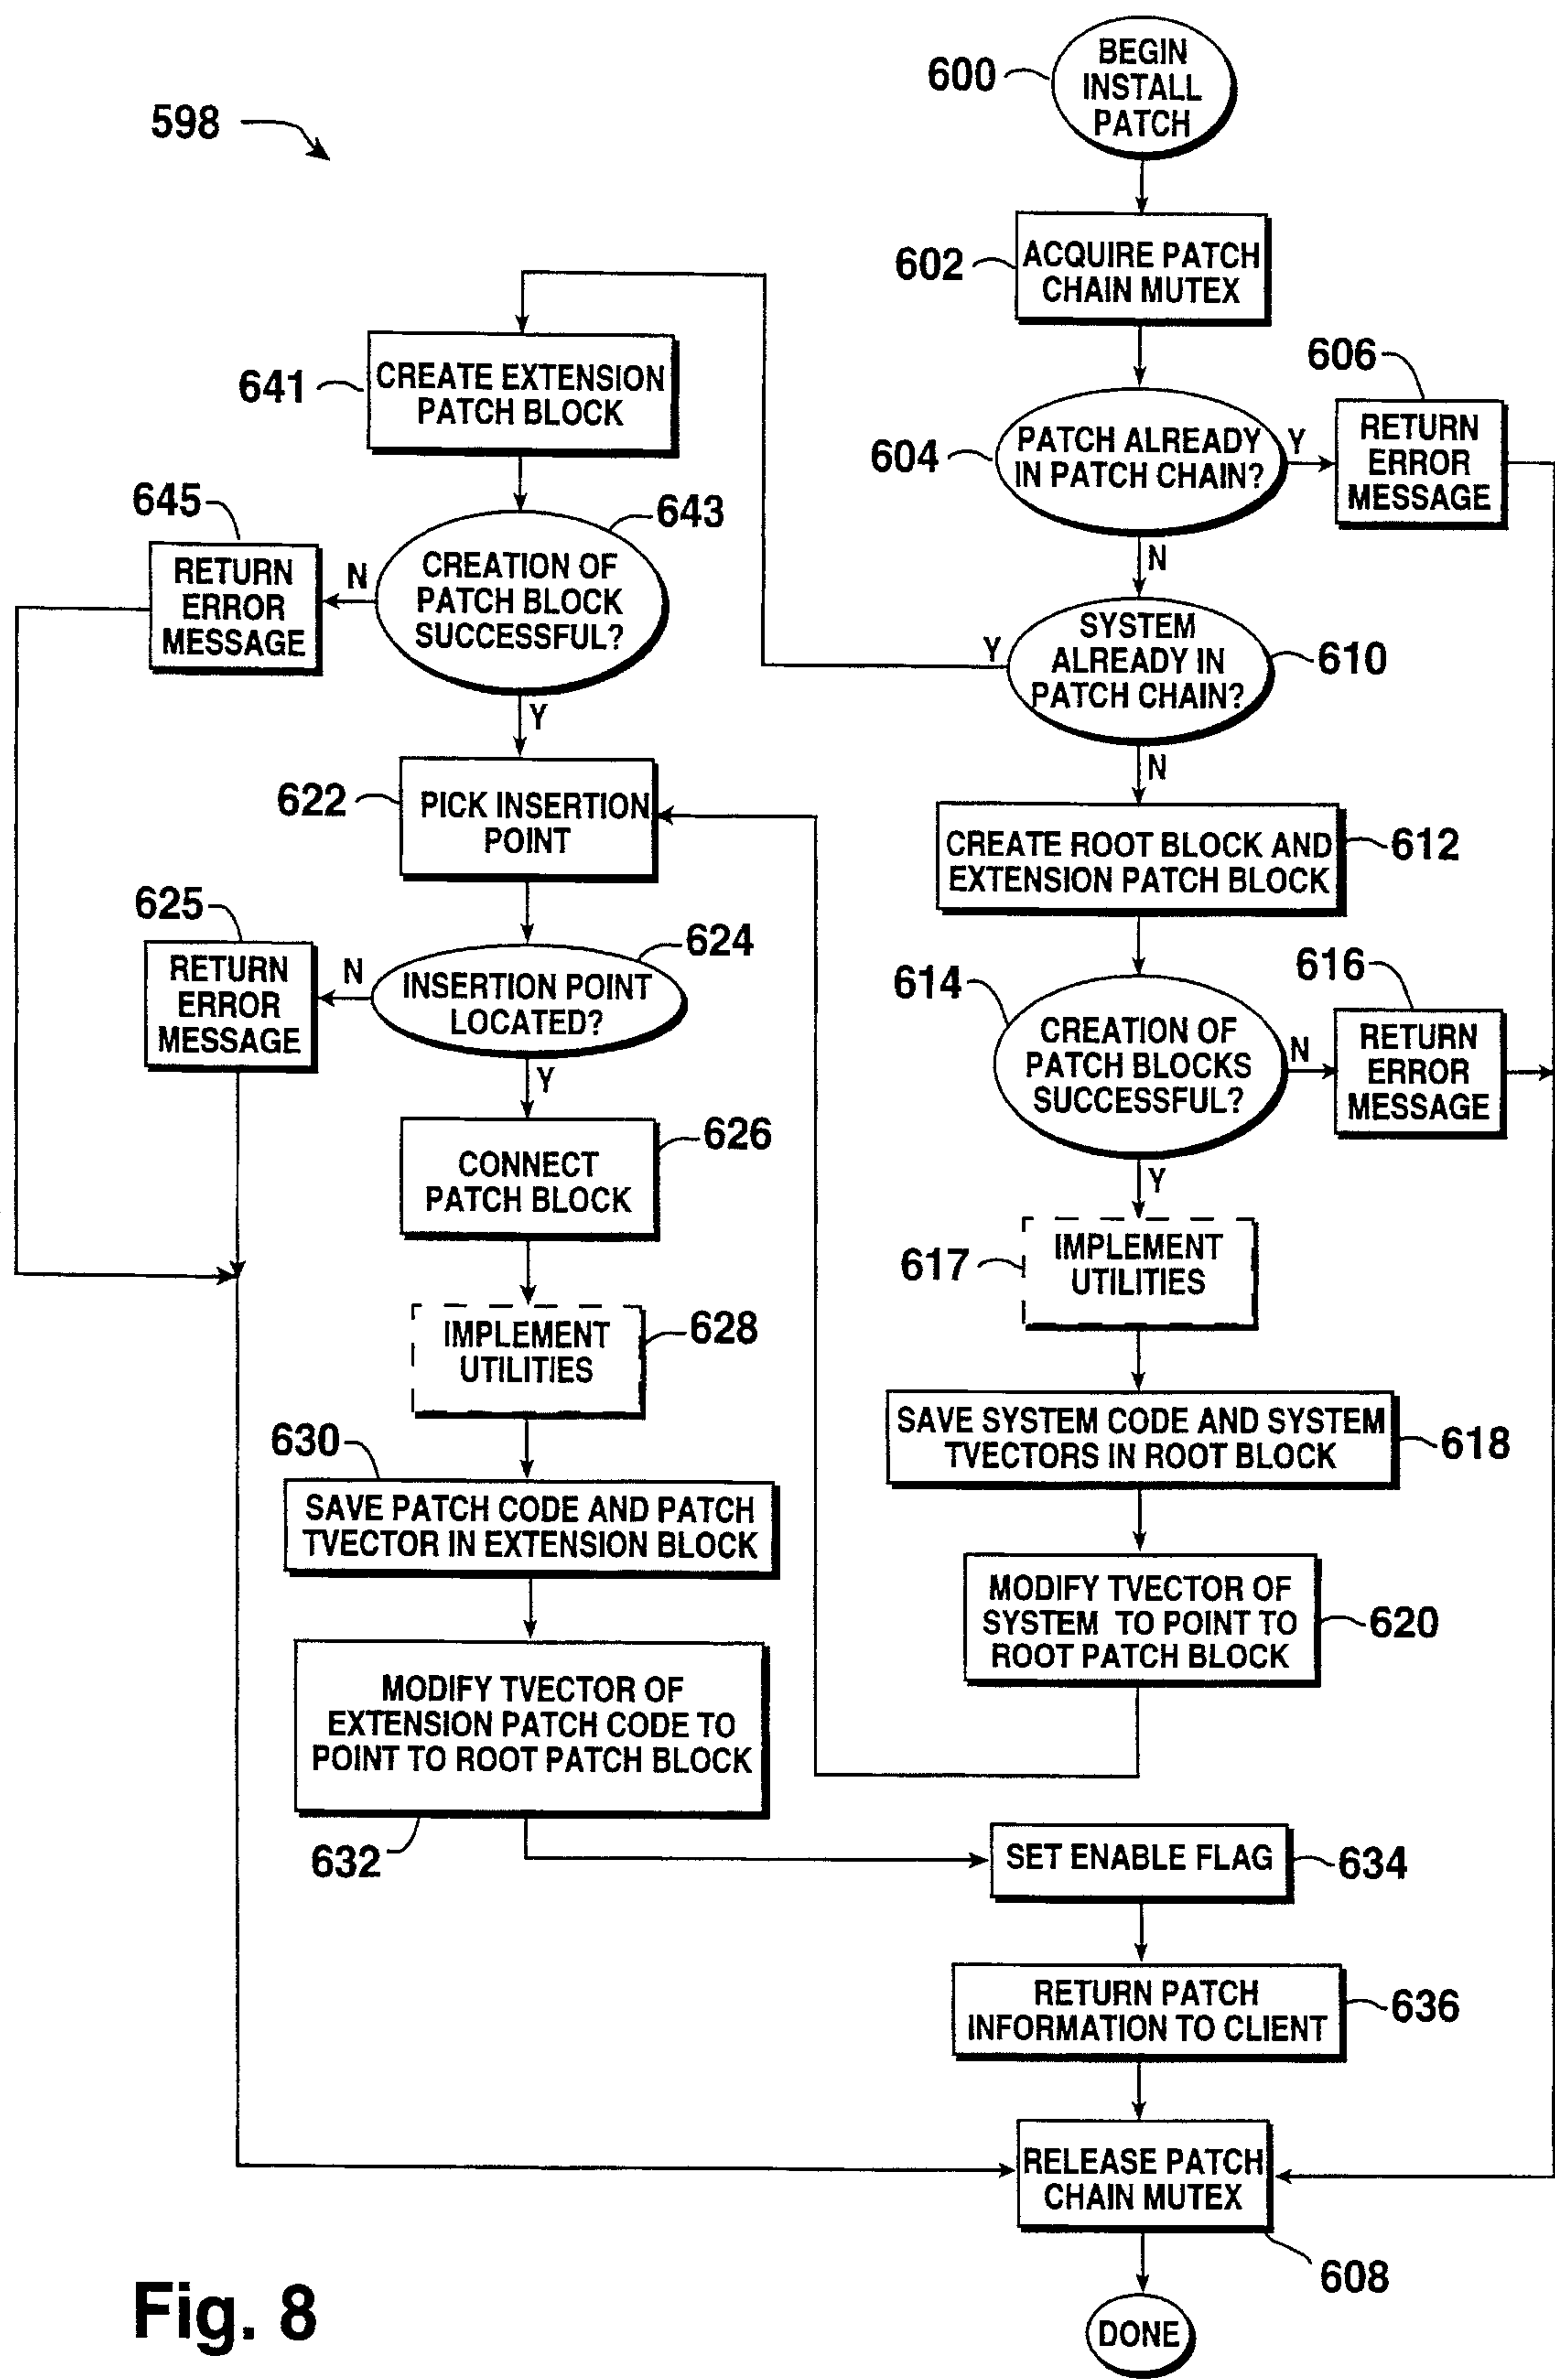 600
BEGIN
INSTALL
PATCH
598
602
ACQUIRE PATCH
CHAIN MUTEX
606
641
CREATE EXTENSION
PATCH BLOCK
604
PATCH ALREADY
IN PATCH CHAIN?
Y
RETURN
ERROR
MESSAGE
N
645
643
RETURN
ERROR
MESSAGE
N
CREATION OF
PATCH BLOCK
SUCCESSFUL?
Y
Y
SYSTEM
ALREADY IN
PATCH CHAIN?
610
N
622
PICK INSERTION
POINT
CREATE ROOT BLOCK AND
EXTENSION PATCH BLOCK
612
625
RETURN
ERROR
MESSAGE
N
624
INSERTION POINT
LOCATED?
Y
614
CREATION OF
PATCH BLOCKS
SUCCESSFUL?
N
616
RETURN
ERROR
MESSAGE
Y
626
CONNECT
PATCH BLOCK
617
IMPLEMENT
UTILITIES
IMPLEMENT
UTILITIES
628
SAVE SYSTEM CODE AND SYSTEM
TVECTORS IN ROOT BLOCK
618
630
SAVE PATCH CODE AND PATCH
TVECTOR IN EXTENSION BLOCK
MODIFY TVECTOR OF
SYSTEM TO POINT TO
ROOT PATCH BLOCK
620
MODIFY TVECTOR OF
EXTENSION PATCH CODE TO
POINT TO ROOT PATCH BLOCK
632
SET ENABLE FLAG
634
RETURN PATCH
INFORMATION TO CLIENT
636
RELEASE PATCH
CHAIN MUTEX
608
DONE
Fig. 8